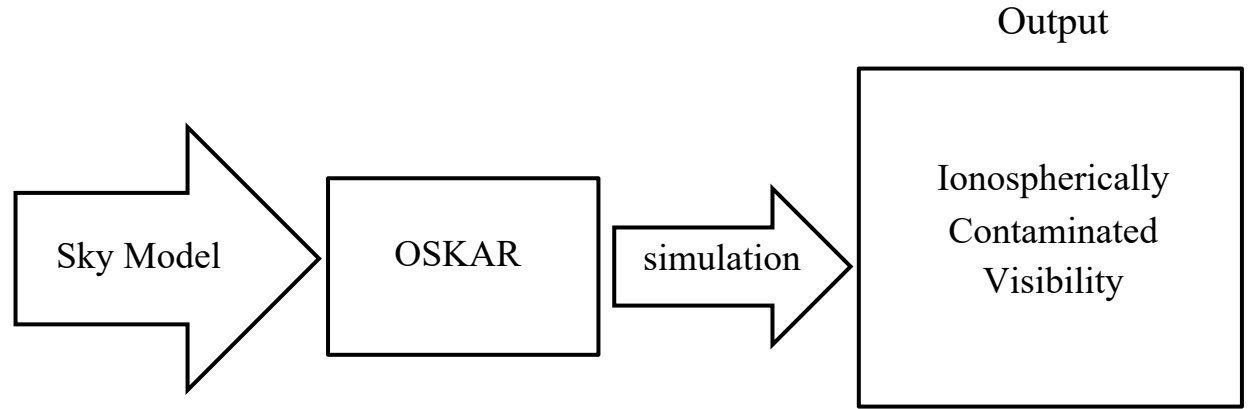 Output
Sky Model
OSKAR
simulation
Ionospherically
Contaminated
Visibility